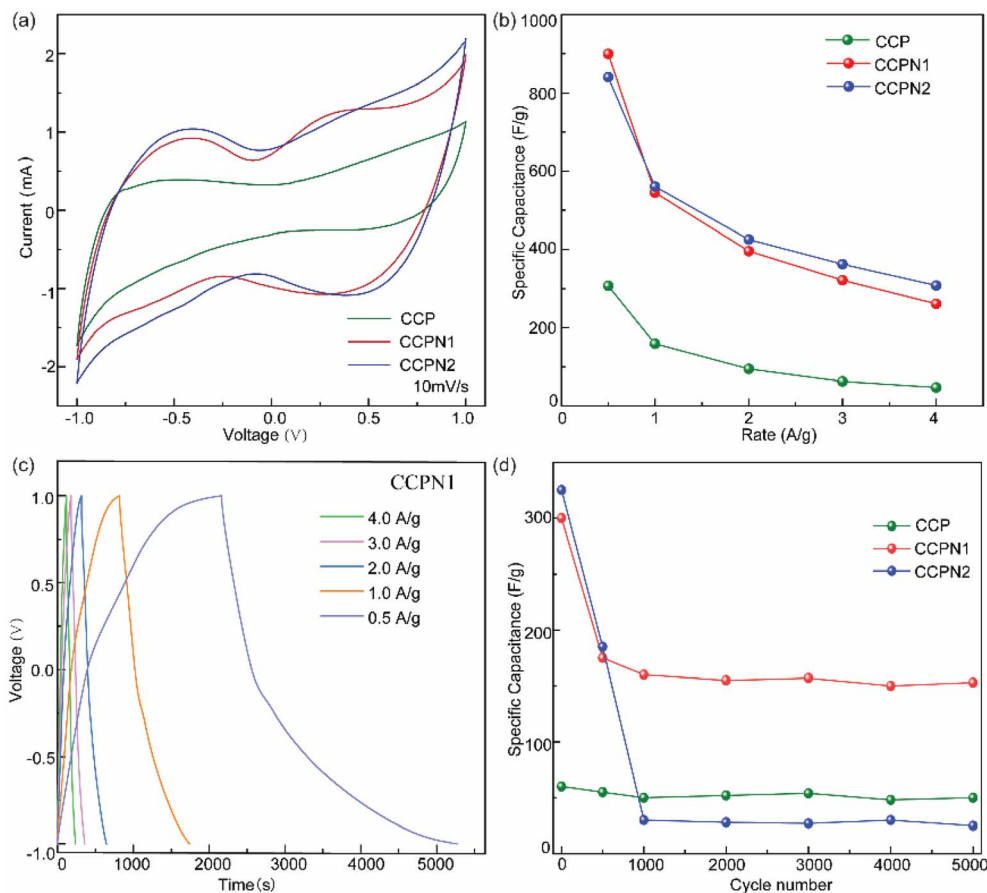 (a)
2
1
0
-1
-2
Current (mA)
CCP
CCPN1
CCPN2
10mV/s
-1.0
-0.5
0.0
0.5
1.0
Voltage (V)
(b)
1000
800
600
400
200
0
Specific Capacitance (F/g)
CCP
CCPN1
CCPN2
0
1
2
3
4
Rate (A/g)
(c)
CCPN1
1.0
0.5
0.0
-0.5
-1.0
Voltage (V)
4.0 A/g
3.0 A/g
2.0 A/g
1.0 A/g
0.5 A/g
0
1000
2000
3000
4000
5000
Time(s)
(d)
300
200
100
0
Specific Capacitance (F/g)
CCP
CCPN1
CCPN2
0
1000
2000
3000
4000
5000
Cycle number